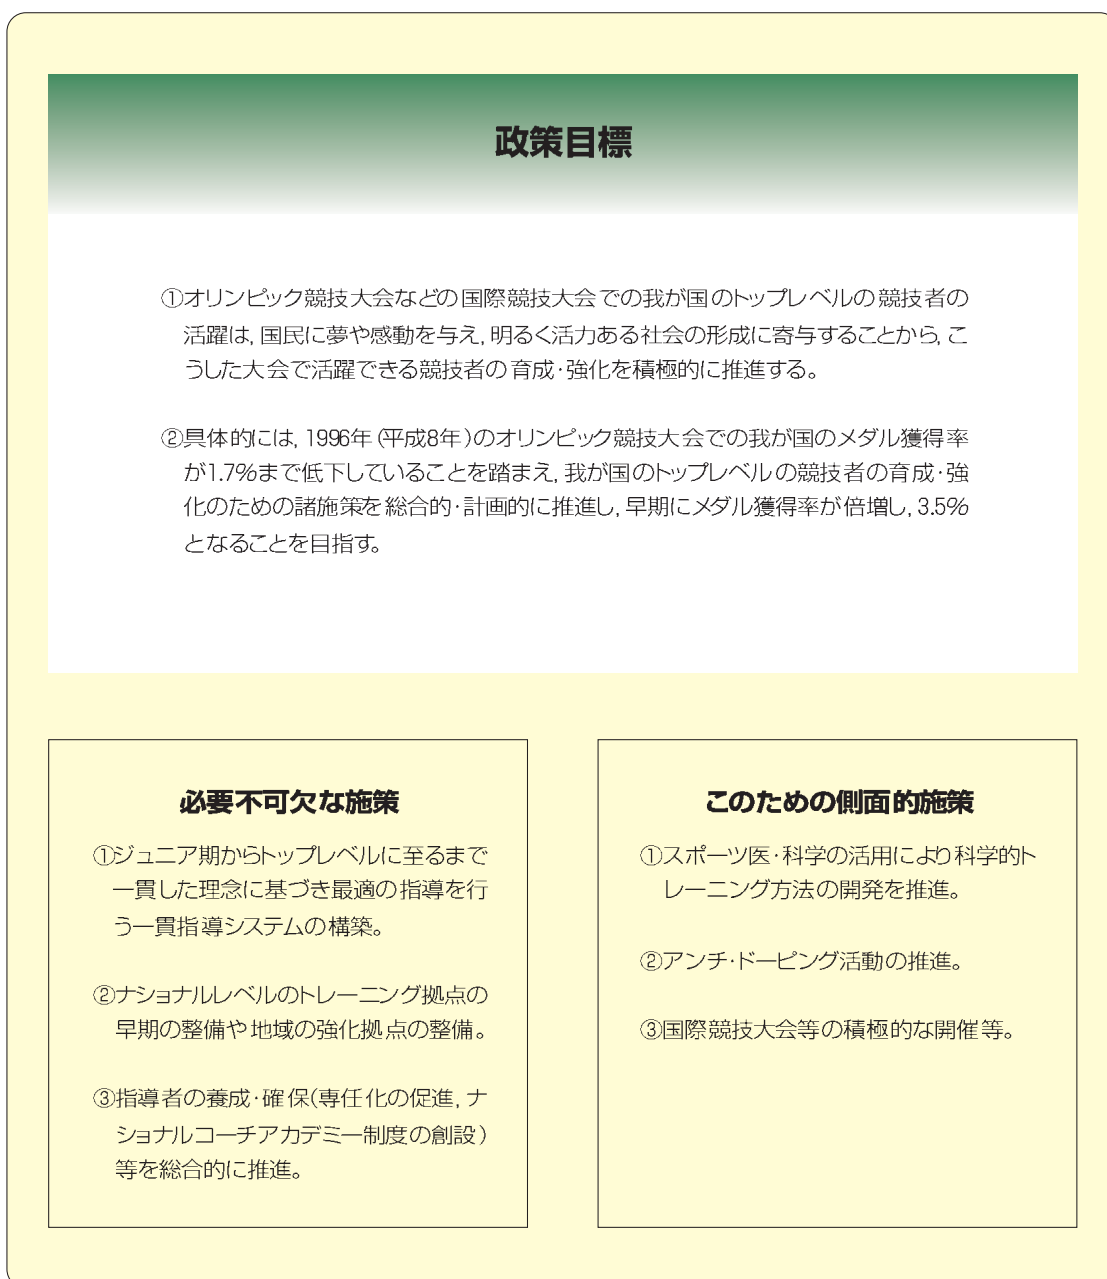 政策目標
①オリンピック競技大会などの国際競技大会での我が国のトップレベルの競技者の
活躍は，国民に夢や感動を与え，明るく活力ある社会の形成に寄与することから，こ
うした大会で活躍できる競技者の育成・強化を積極的に推進する。
②具体的には，1996年（平成8年）のオリンピック競技大会での我が国のメダル獲得率
が1.7%まで低下していることを踏まえ，我が国のトップレベルの競技者の育成・強
化のための諸施策を総合的・計画的に推進し，早期にメダル獲得率が倍増し，3.5%
となることを目指す。
必要不可欠な施策
①ジュニア期からトップレベルに至るまで
一貫した理念に基づき最適の指導を行
う一貫指導システムの構築。
②ナショナルレベルのトレーニング拠点の
早期の整備や地域の強化拠点の整備。
③指導者の養成・確保（専任化の促進，ナ
ショナルコーチアカデミー制度の創設）
等を総合的に推進。
このための側面的施策
①スポーツ医・科学の活用により科学的ト
レーニング方法の開発を推進。
②アンチ・ドーピング活動の推進。
③国際競技大会等の積極的な開催等。